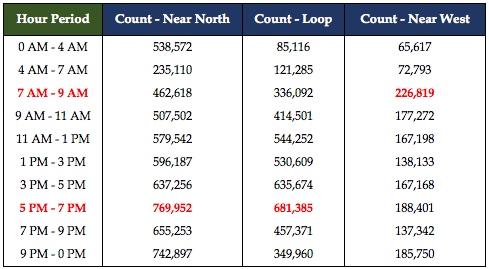 Hour Period Count - Near North Count - Loop Count - Near West
0 AM - 4 AM 538,572 85,116 65,617
4 AM - 7 AM 235,110 121,285 72,793
7 AM - 9 AM 462,618 336,092 226,819
9 AM - 11 AM 507,502 414,501 177,272
11 AM - 1 PM 579,542 544,252 167,198
1 PM - 3 PM 596,187 530,609 138,133
3 PM - 5 PM 637,256 635,674 167,168
5 PM - 7 PM 769,952 681,385 188,401
7 PM - 9 PM 655,253 457,371 137,342
9 PM - 0 PM 742,897 349,960 185,750